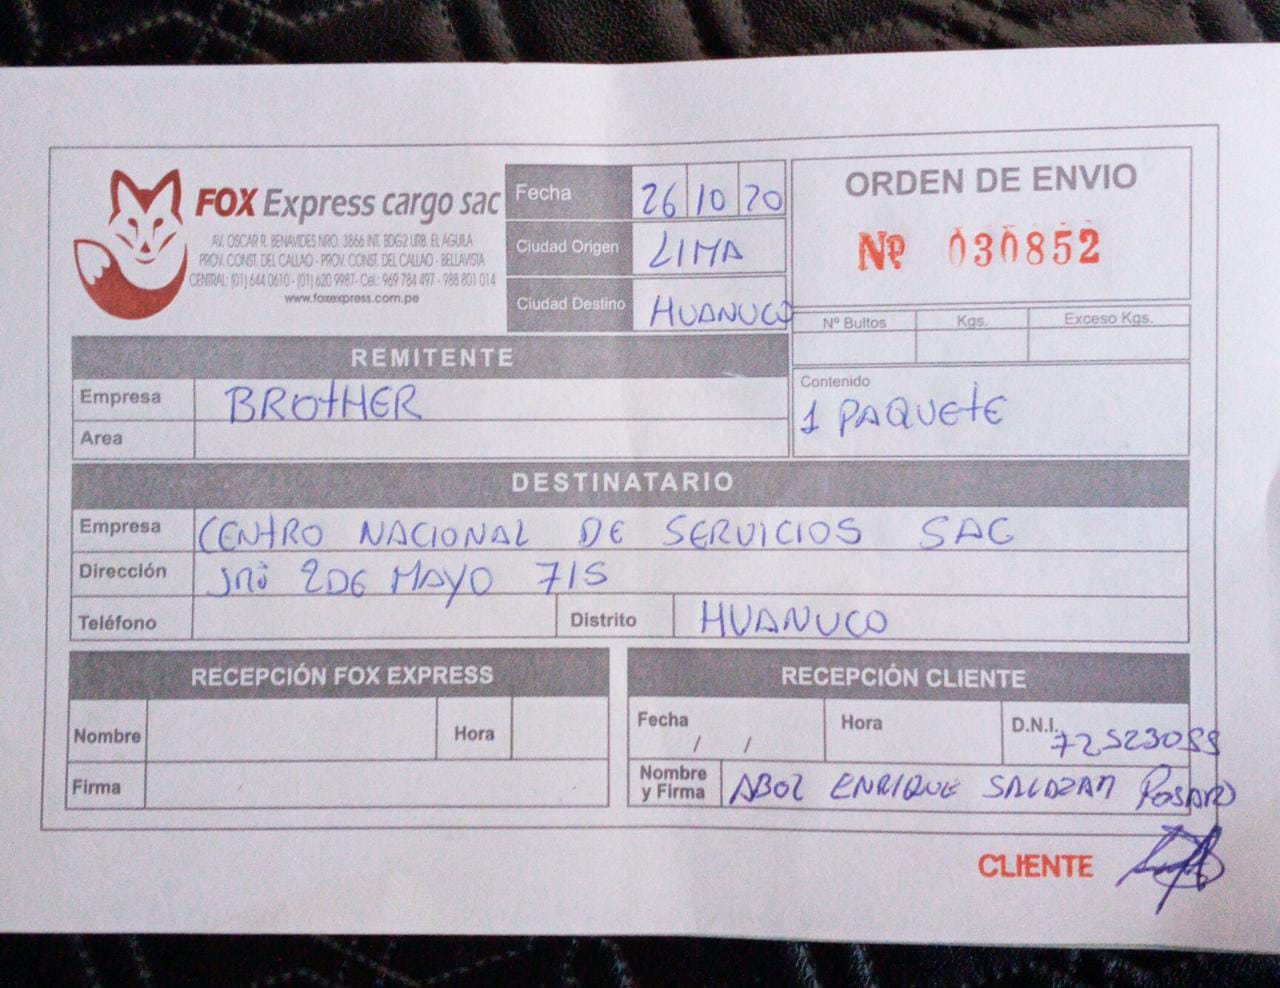 FOX Express cargo sac
AV. OSCAR R. BENAVIDES NRO. 3866 INT. BDG2 URB. EL AGUILA
PROV. CONST. DEL CALLAO - PROV. CONST. DEL CALLAO - BELLAVISTA
CENTRAL: (01) 644 0610 - (01) 620 9987- Cel.: 969 784 497 - 988 801 014
www.foxexpress.com.pe
Fecha 26 10 20
Ciudad Origen LIMA
Ciudad Destino HUANUCO
ORDEN DE ENVIO
Nº 030852
Nº Bultos Kgs. Exceso Kgs.
REMITENTE
Empresa BROtHER
Area
Contenido
1 PAQUEtE
DESTINATARIO
Empresa CENtRO NACIONAL DE SERVICIOS SAC
Dirección 2 DE MAYO 715
Teléfono Distrito HUANUCO
RECEPCIÓN FOX EXPRESS
Nombre Hora
Firma
RECEPCIÓN CLIENTE
Fecha / / Hora D.N.I.
Nombre
y Firma ENRIQUE
CLIENTE